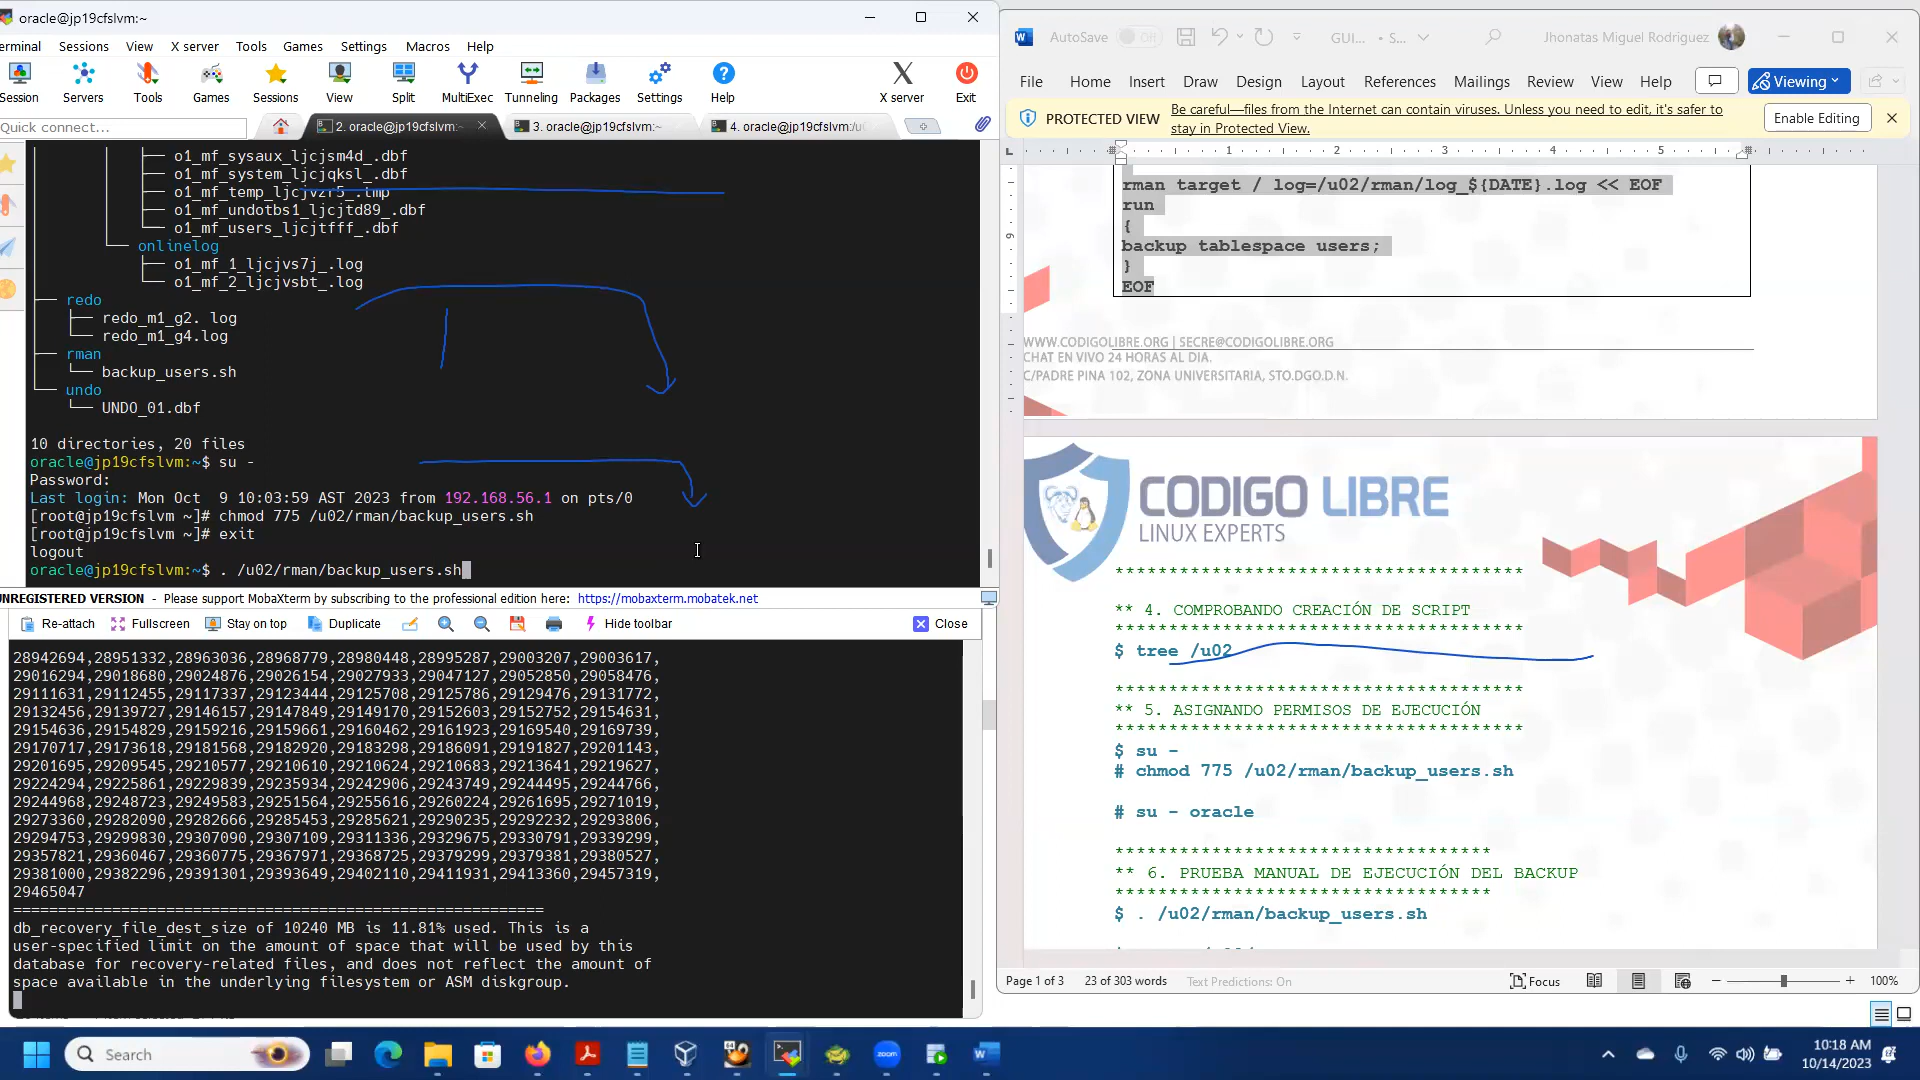 oracle@jp19cfslvm:~
erminal Sessions View X server Tools Games Settings Macros Help
Session Servers Tools Games Sessions View Split MultiExec Tunneling Packages Settings Help X server Exit
Quick connect...
2. oracle@jp19cfslvm:~
3. oracle@jp19cfslvm:~
4. oracle@jp19cfslvm:/u
├── o1_mf_sysaux_ljcjsm4d_.dbf
├── o1_mf_system_ljcjqksl_.dbf
├── o1_mf_temp_ljcjvzr5_.tmp
├── o1_mf_undotbs1_ljcjtd89_.dbf
└── o1_mf_users_ljcjtfff_.dbf
└── onlinelog
├── o1_mf_1_ljcjvs7j_.log
└── o1_mf_2_ljcjvsbt_.log
├── redo
├── redo_m1_g2. log
└── redo_m1_g4.log
├── rman
└── backup_users.sh
└── undo
└── UNDO_01.dbf
10 directories, 20 files
oracle@jp19cfslvm:~$ su -
Password:
Last login: Mon Oct  9 10:03:59 AST 2023 from 192.168.56.1 on pts/0
[root@jp19cfslvm ~]# chmod 775 /u02/rman/backup_users.sh
[root@jp19cfslvm ~]# exit
logout
oracle@jp19cfslvm:~$ . /u02/rman/backup_users.sh
UNREGISTERED VERSION - Please support MobaXterm by subscribing to the professional edition here: https://mobaxterm.mobatek.net
Re-attach Fullscreen Stay on top Duplicate Hide toolbar Close
28942694,28951332,28963036,28968779,28980448,28995287,29003207,29003617,
29016294,29018680,29024876,29026154,29027933,29047127,29052850,29058476,
29111631,29112455,29117337,29123444,29125708,29125786,29129476,29131772,
29132456,29139727,29146157,29147849,29149170,29152603,29152752,29154631,
29154636,29154829,29159216,29159661,29160462,29161923,29169540,29169739,
29170717,29173618,29181568,29182920,29183298,29186091,29191827,29201143,
29201695,29209545,29210577,29210610,29210624,29210683,29213641,29219627,
29224294,29225861,29229839,29235934,29242906,29243749,29244495,29244766,
29244968,29248723,29249583,29251564,29255616,29260224,29261695,29271019,
29273360,29282090,29282666,29285453,29285621,29290235,29292232,29293806,
29294753,29299830,29307090,29307109,29311336,29329675,29330791,29339299,
29357821,29360467,29360775,29367971,29368725,29379299,29379381,29380527,
29381000,29382296,29391301,29393649,29402110,29411931,29413360,29457319,
29465047
===========================================================
db_recovery_file_dest_size of 10240 MB is 11.81% used. This is a
user-specified limit on the amount of space that will be used by this
database for recovery-related files, and does not reflect the amount of
space available in the underlying filesystem or ASM diskgroup.
AutoSave Off GUI... • S... Jhonatas Miguel Rodriguez
File Home Insert Draw Design Layout References Mailings Review View Help Viewing
PROTECTED VIEW Be careful—files from the Internet can contain viruses. Unless you need to edit, it's safer to stay in Protected View. Enable Editing
1 2 3 4 5
rman target / log=/u02/rman/log_${DATE}.log << EOF
run
{
backup tablespace users;
}
EOF
WWW.CODIGOLIBRE.ORG | SECRE@CODIGOLIBRE.ORG
CHAT EN VIVO 24 HORAS AL DIA.
C/PADRE PINA 102, ZONA UNIVERSITARIA, STO.DGO.D.N.
CODIGO LIBRE
LINUX EXPERTS
**************************************
** 4. COMPROBANDO CREACIÓN DE SCRIPT
**************************************
$ tree /u02
**************************************
** 5. ASIGNANDO PERMISOS DE EJECUCIÓN
**************************************
$ su -
# chmod 775 /u02/rman/backup_users.sh
# su - oracle
***********************************
** 6. PRUEBA MANUAL DE EJECUCIÓN DEL BACKUP
***********************************
$ . /u02/rman/backup_users.sh
Page 1 of 3 23 of 303 words Text Predictions: On Focus 100%
Search
zoom
10:18 AM
10/14/2023